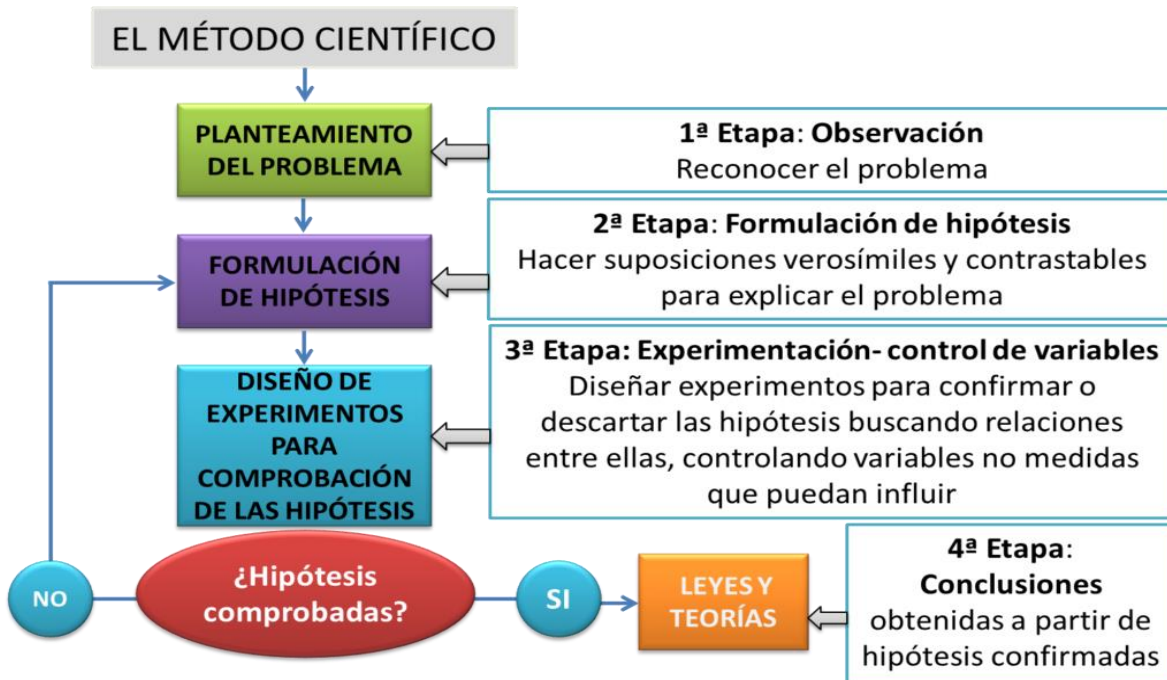 EL MÉTODO CIENTÍFICO
PLANTEAMIENTO
DEL PROBLEMA
1ª Etapa: Observación
Reconocer el problema
FORMULACIÓN
DE HIPÓTESIS
2ª Etapa: Formulación de hipótesis
Hacer suposiciones verosímiles y contrastables
para explicar el problema
DISEÑO DE
EXPERIMENTOS
PARA
COMPROBACIÓN
DE LAS HIPÓTESIS
3ª Etapa: Experimentación- control de variables
Diseñar experimentos para confirmar o
descartar las hipótesis buscando relaciones
entre ellas, controlando variables no medidas
que puedan influir
NO
¿Hipótesis
comprobadas?
SI
LEYES Y
TEORÍAS
4ª Etapa:
Conclusiones
obtenidas a partir de
hipótesis confirmadas